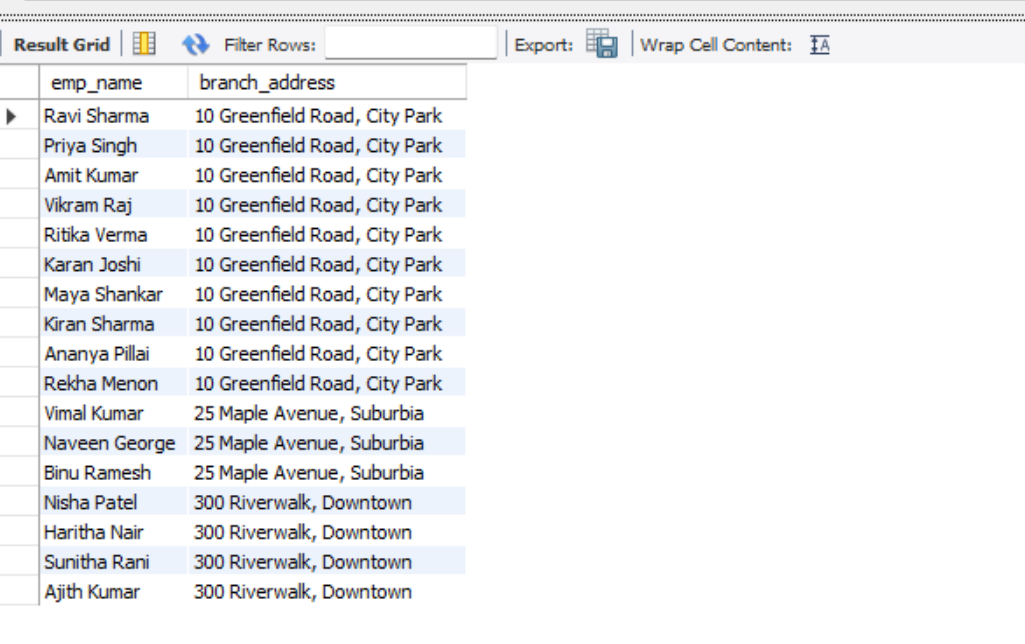 Result Grid Filter Rows: Export: Wrap Cell Content: IA
emp_name branch_address
Ravi Sharma 10 Greenfield Road, City Park
Priya Singh 10 Greenfield Road, City Park
Amit Kumar 10 Greenfield Road, City Park
Vikram Raj 10 Greenfield Road, City Park
Ritika Verma 10 Greenfield Road, City Park
Karan Joshi 10 Greenfield Road, City Park
Maya Shankar 10 Greenfield Road, City Park
Kiran Sharma 10 Greenfield Road, City Park
Ananya Pillai 10 Greenfield Road, City Park
Rekha Menon 10 Greenfield Road, City Park
Vimal Kumar 25 Maple Avenue, Suburbia
Naveen George 25 Maple Avenue, Suburbia
Binu Ramesh 25 Maple Avenue, Suburbia
Nisha Patel 300 Riverwalk, Downtown
Haritha Nair 300 Riverwalk, Downtown
Sunitha Rani 300 Riverwalk, Downtown
Ajith Kumar 300 Riverwalk, Downtown